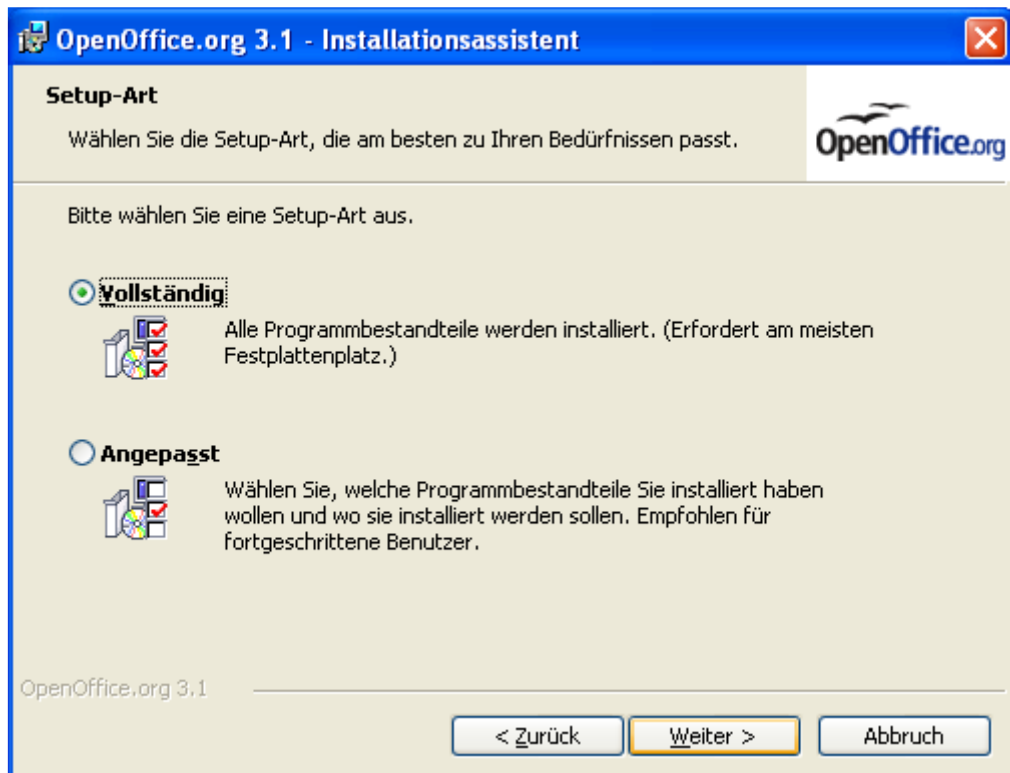 OpenOffice.org 3.1 - Installationsassistent
Setup-Art
Wählen Sie die Setup-Art, die am besten zu Ihren Bedürfnissen passt.
OpenOffice.org
Bitte wählen Sie eine Setup-Art aus.
Vollständig
Alle Programmbestandteile werden installiert. (Erfordert am meisten
Festplattenplatz.)
Angepasst
Wählen Sie, welche Programmbestandteile Sie installiert haben
wollen und wo sie installiert werden sollen. Empfohlen für
fortgeschrittene Benutzer.
OpenOffice.org 3.1
< Zurück Weiter > Abbruch